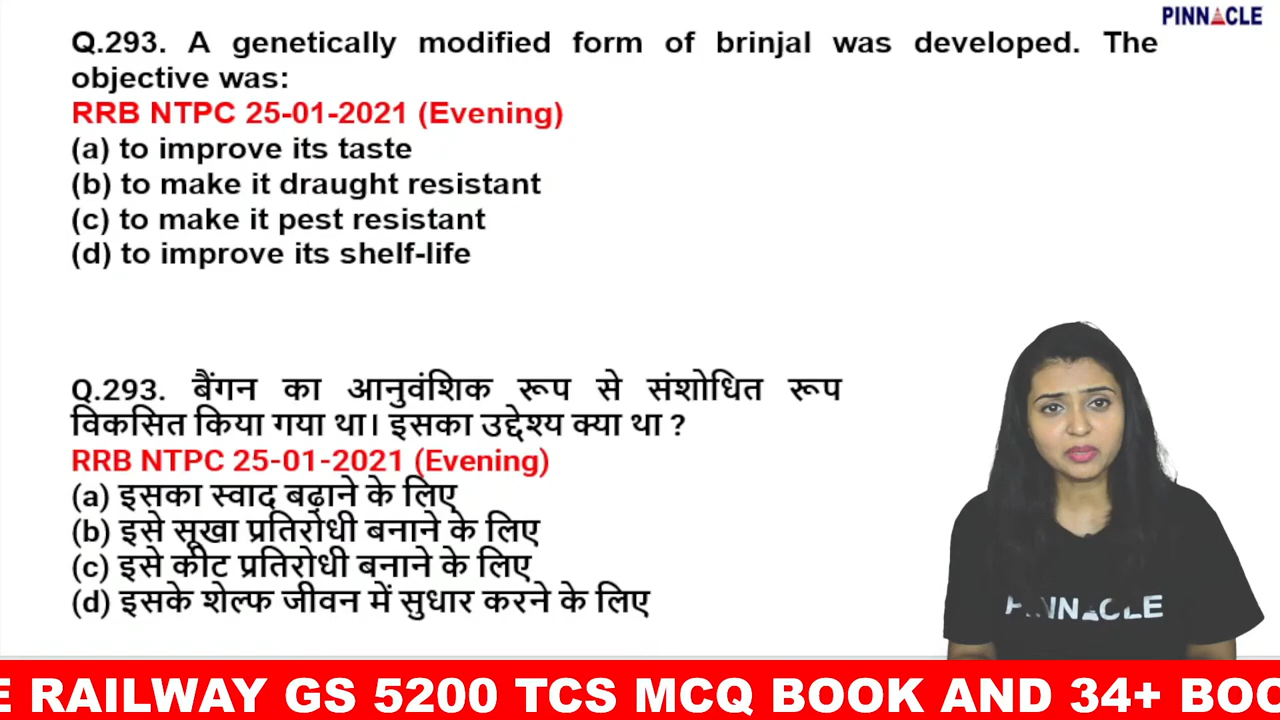 PINNACLE
Q.293. A genetically modified form of brinjal was developed. The
objective was:
RRB NTPC 25-01-2021 (Evening)
(a) to improve its taste
(b) to make it draught resistant
(c) to make it pest resistant
(d) to improve its shelf-life
Q.293. बैंगन का आनुवंशिक रूप से संशोधित रूप
विकसित किया गया था। इसका उद्देश्य क्या था ?
RRB NTPC 25-01-2021 (Evening)
(a) इसका स्वाद बढ़ाने के लिए
(b) इसे सूखा प्रतिरोधी बनाने के लिए
(c) इसे कीट प्रतिरोधी बनाने के लिए
(d) इसके शेल्फ जीवन में सुधार करने के लिए
PINNACLE
E RAILWAY GS 5200 TCS MCQ BOOK AND 34+ BOO